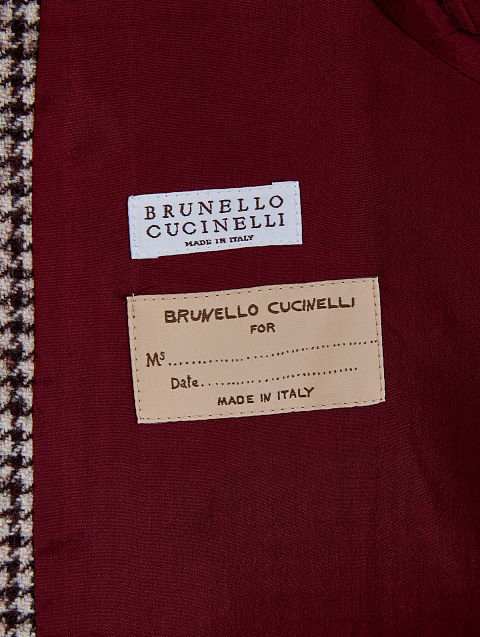 BRUNELLO
CUCINELLI
MADE IN ITALY
BRUNELLO CUCINELLI
FOR
Ms..............................
Date......................
MADE IN ITALY